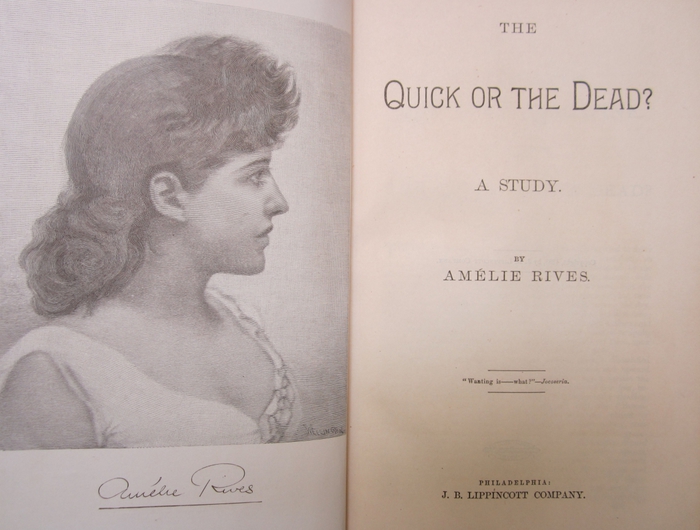 Amélie Rives
THE
QUICK OR THE DEAD?
A STUDY.
BY
AMÉLIE RIVES.
"Wanting is——what?"—Jocoseria.
PHILADELPHIA:
J. B. LIPPINCOTT COMPANY.